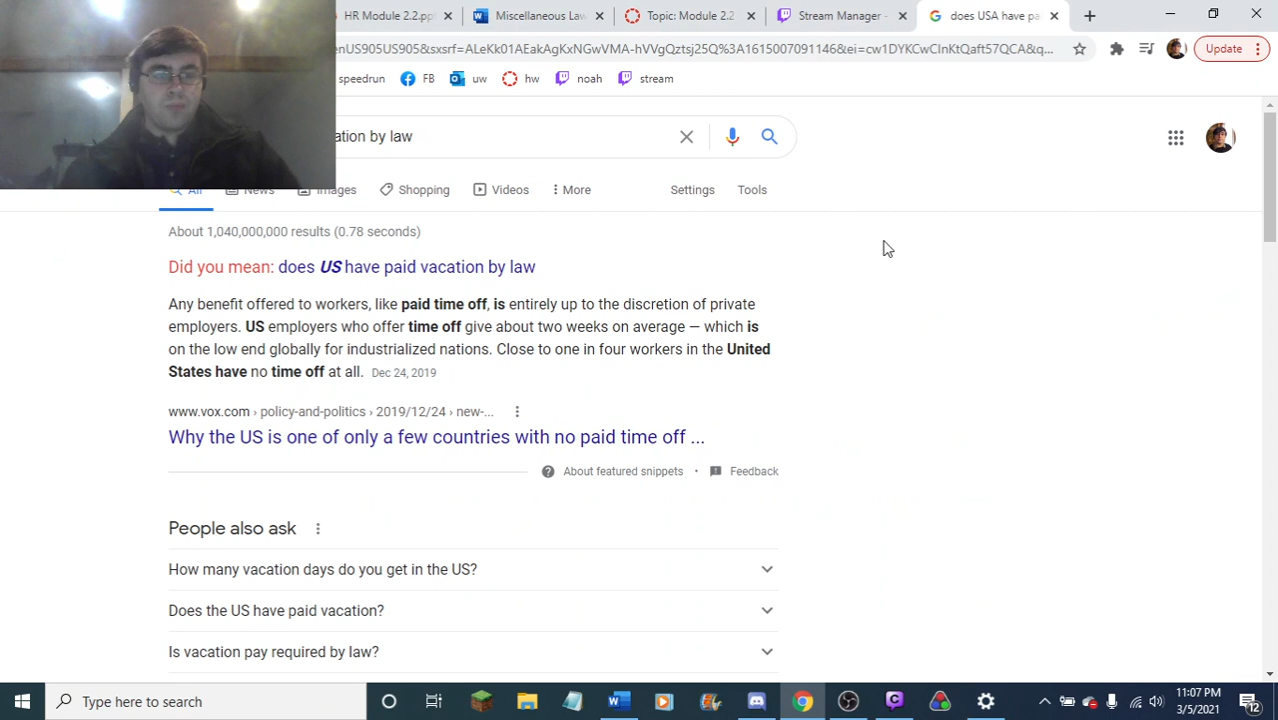 HR Module 2.2.pp
Miscellaneous Law
Topic: Module 2.2
Stream Manager -
does USA have pa
enUS905US905&sxsrf=ALeKk01AEakAgKxNGwVMA-hVVgQztsj25Q%3A1615007091146&ei=cw1DYKCwClnKtQaft57QCA&q...
Update
speedrun
FB
uw
hw
noah
stream
ation by law
All
News
Images
Shopping
Videos
More
Settings
Tools
About 1,040,000,000 results (0.78 seconds)
Did you mean: does US have paid vacation by law
Any benefit offered to workers, like paid time off, is entirely up to the discretion of private
employers. US employers who offer time off give about two weeks on average — which is
on the low end globally for industrialized nations. Close to one in four workers in the United
States have no time off at all. Dec 24, 2019
www.vox.com › policy-and-politics › 2019/12/24 › new-...
Why the US is one of only a few countries with no paid time off ...
About featured snippets • Feedback
People also ask
How many vacation days do you get in the US?
Does the US have paid vacation?
Is vacation pay required by law?
Type here to search
11:07 PM
3/5/2021
12